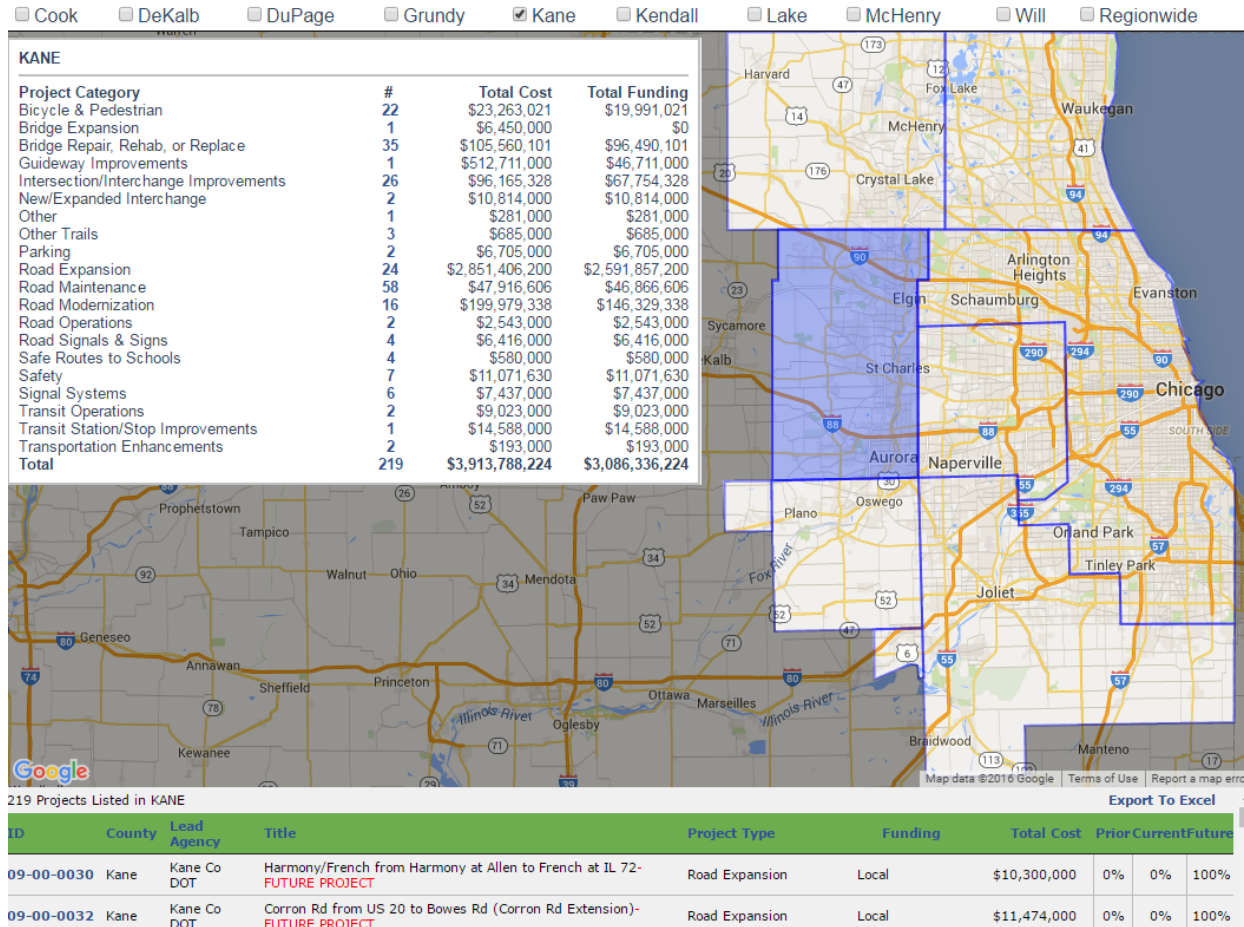 Cook DeKalb DuPage Grundy Kane Kendall Lake McHenry Will Regionwide
KANE
Project Category # Total Cost Total Funding
Bicycle & Pedestrian 22 $23,263,021 $19,991,021
Bridge Expansion 1 $6,450,000 $0
Bridge Repair, Rehab, or Replace 35 $105,560,101 $96,490,101
Guideway Improvements 1 $512,711,000 $46,711,000
Intersection/Interchange Improvements 26 $96,165,328 $67,754,328
New/Expanded Interchange 2 $10,814,000 $10,814,000
Other 1 $281,000 $281,000
Other Trails 3 $685,000 $685,000
Parking 2 $6,705,000 $6,705,000
Road Expansion 24 $2,851,406,200 $2,591,857,200
Road Maintenance 58 $47,916,606 $46,866,606
Road Modernization 16 $199,979,338 $146,329,338
Road Operations 2 $2,543,000 $2,543,000
Road Signals & Signs 4 $6,416,000 $6,416,000
Safe Routes to Schools 4 $580,000 $580,000
Safety 7 $11,071,630 $11,071,630
Signal Systems 6 $7,437,000 $7,437,000
Transit Operations 2 $9,023,000 $9,023,000
Transit Station/Stop Improvements 1 $14,588,000 $14,588,000
Transportation Enhancements 2 $193,000 $193,000
Total 219 $3,913,788,224 $3,086,336,224
173
Harvard
12
47
Fox Lake
Waukegan
14
McHenry
41
20
176
Crystal Lake
94
94
90
Arlington
Heights
23
Elgin
Schaumburg
Evanston
Sycamore
290
294
90
Kalb
St Charles
290
Chicago
88
88
55
SOUTH SIDE
Aurora
Naperville
30
55
294
26
52
Paw Paw
Prophetstown
Plano
Oswego
355
Tampico
Orland Park
34
57
92
Walnut
Ohio
34
Mendota
Fox River
Tinley Park
52
Joliet
52
52
47
80
Geneseo
71
6
55
Annawan
74
Princeton
80
80
57
Sheffield
Ottawa
Marseilles
78
Illinois River
Oglesby
Illinois River
71
Braidwood
Kewanee
Manteno
113
17
Google
29
39
Map data ©2016 Google Terms of Use Report a map erro
219 Projects Listed in KANE Export To Excel
ID County Lead Agency Title Project Type Funding Total Cost Prior Current Future
09-00-0030 Kane Kane Co DOT Harmony/French from Harmony at Allen to French at IL 72- Road Expansion Local $10,300,000 0% 0% 100%
FUTURE PROJECT
09-00-0032 Kane Kane Co DOT Corron Rd from US 20 to Bowes Rd (Corron Rd Extension)- Road Expansion Local $11,474,000 0% 0% 100%
FUTURE PROJECT